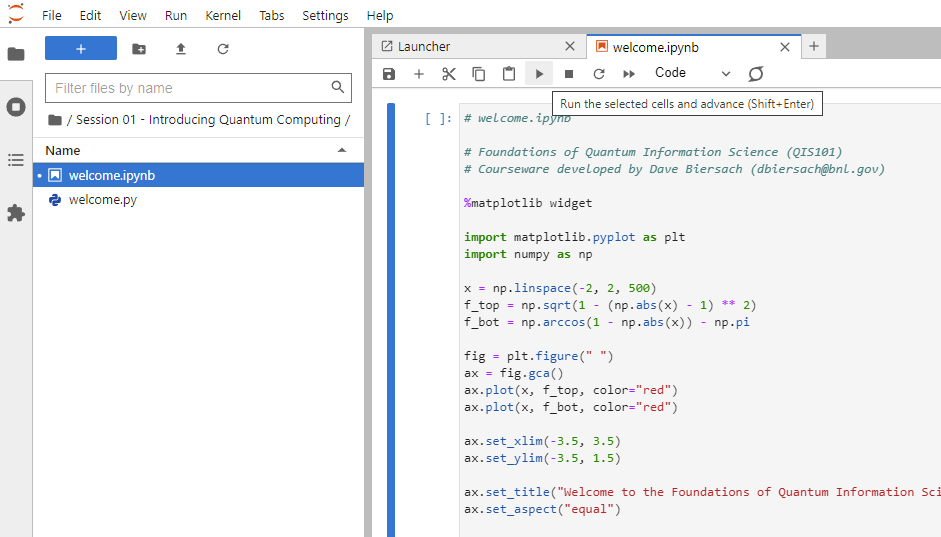 File Edit View Run Kernel Tabs Settings Help
+
Filter files by name
/ Session 01 - Introducing Quantum Computing /
Name
welcome.ipynb
welcome.py
Launcher
welcome.ipynb
Code
Run the selected cells and advance (Shift+Enter)
[ ]: # welcome.ipynb
# Foundations of Quantum Information Science (QIS101)
# Courseware developed by Dave Biersach (dbiersach@bnl.gov)
%matplotlib widget
import matplotlib.pyplot as plt
import numpy as np
x = np.linspace(-2, 2, 500)
f_top = np.sqrt(1 - (np.abs(x) - 1) ** 2)
f_bot = np.arccos(1 - np.abs(x)) - np.pi
fig = plt.figure(" ")
ax = fig.gca()
ax.plot(x, f_top, color="red")
ax.plot(x, f_bot, color="red")
ax.set_xlim(-3.5, 3.5)
ax.set_ylim(-3.5, 1.5)
ax.set_title("Welcome to the Foundations of Quantum Information Sci
ax.set_aspect("equal")